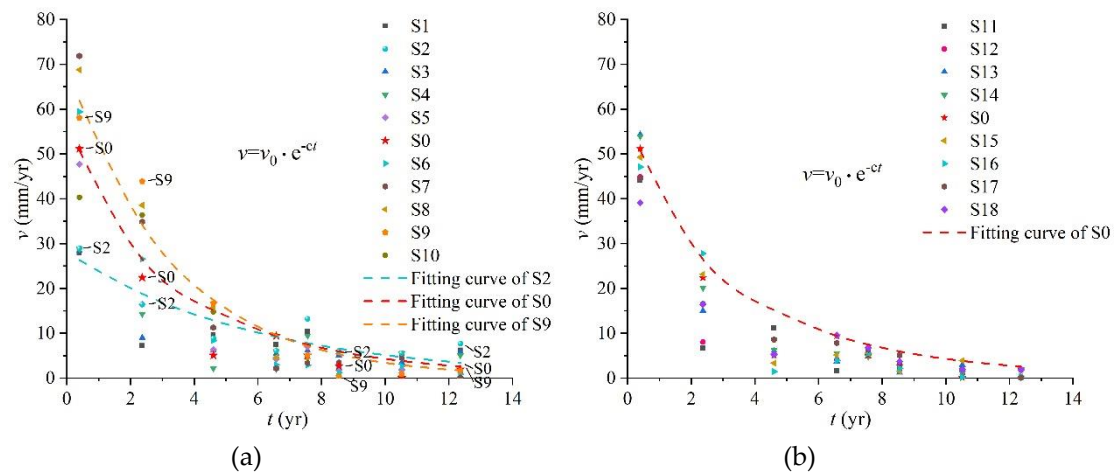 80
70
60
50
40
30
20
10
0
v (mm/yr)
0 2 4 6 8 10 12 14
t (yr)
v=v₀ · e⁻ᶜᵗ
S9
S0
S2
S9
S0
S2
S2
S0
S9
S2
S0
S9
S1
S2
S3
S4
S5
S0
S6
S7
S8
S9
S10
Fitting curve of S2
Fitting curve of S0
Fitting curve of S9
(a)
80
70
60
50
40
30
20
10
0
v (mm/yr)
0 2 4 6 8 10 12 14
t (yr)
v=v₀ · e⁻ᶜᵗ
S11
S12
S13
S14
S0
S15
S16
S17
S18
Fitting curve of S0
(b)